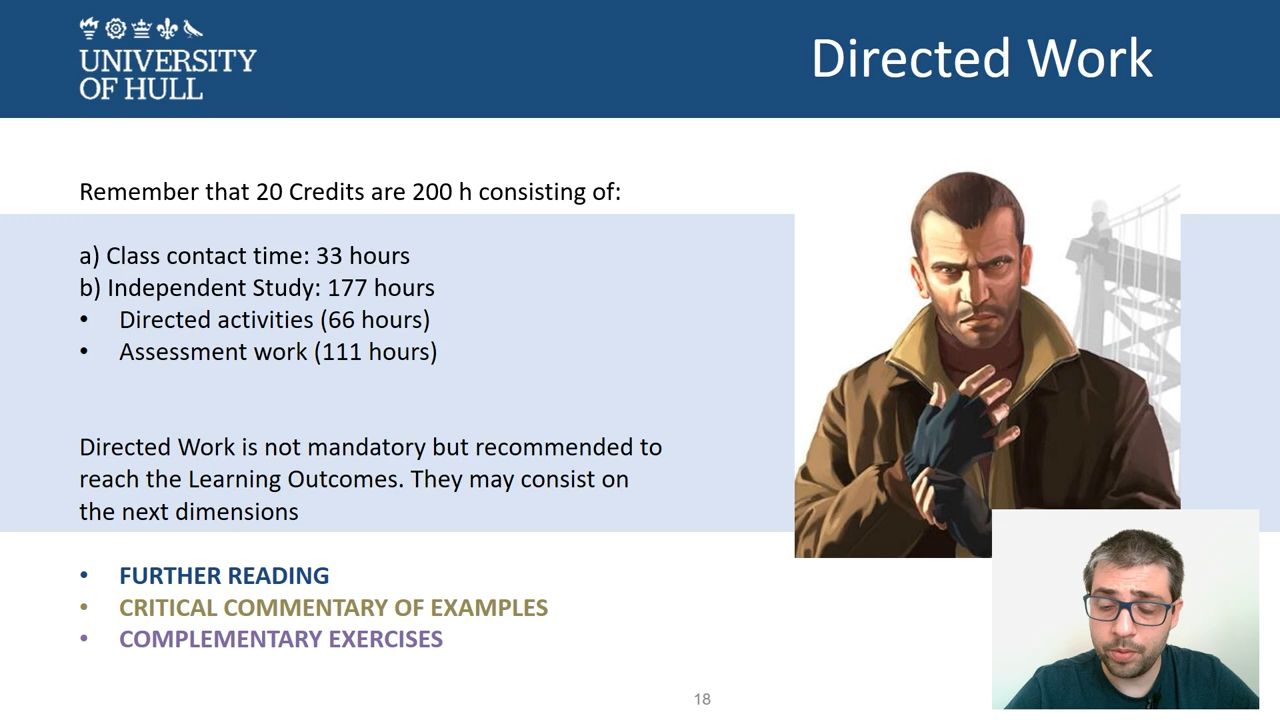 UNIVERSITY
OF HULL
Directed Work
Remember that 20 Credits are 200 h consisting of:
a) Class contact time: 33 hours
b) Independent Study: 177 hours
• Directed activities (66 hours)
• Assessment work (111 hours)
Directed Work is not mandatory but recommended to
reach the Learning Outcomes. They may consist on
the next dimensions
• FURTHER READING
• CRITICAL COMMENTARY OF EXAMPLES
• COMPLEMENTARY EXERCISES
18